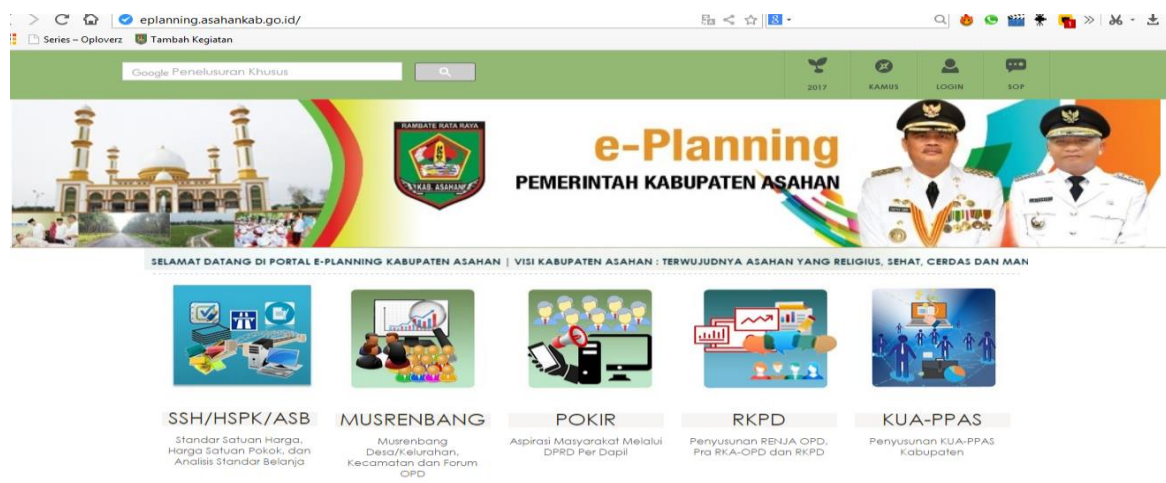 eplanning.asahankab.go.id/
Series – Oploverz
Tambah Kegiatan
Google Penelusuran Khusus
2017
KAMUS
LOGIN
SOP
RAMBATE RATA RAYA
KAB. ASAHAN
e-Planning
PEMERINTAH KABUPATEN ASAHAN
SELAMAT DATANG DI PORTAL E-PLANNING KABUPATEN ASAHAN | VISI KABUPATEN ASAHAN : TERWUJUDNYA ASAHAN YANG RELIGIUS, SEHAT, CERDAS DAN MAN
SSH/HSPK/ASB
Standar Satuan Harga,
Harga Satuan Pokok, dan
Analisis Standar Belanja
MUSRENBANG
Musrenbang
Desa/Kelurahan,
Kecamatan dan Forum
OPD
POKIR
Aspirasi Masyarakat Melalui
DPRD Per Dapil
RKPD
Penyusunan RENJA OPD,
Pra RKA-OPD dan RKPD
KUA-PPAS
Penyusunan KUA-PPAS
Kabupaten